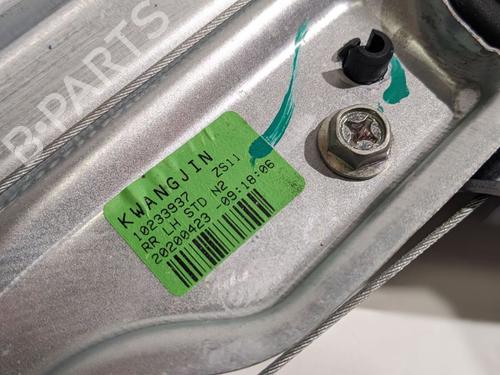 B-PARTS
KWANGJIN
10233937 ZS11
RR LH STD N2
20200423 -09:18:06